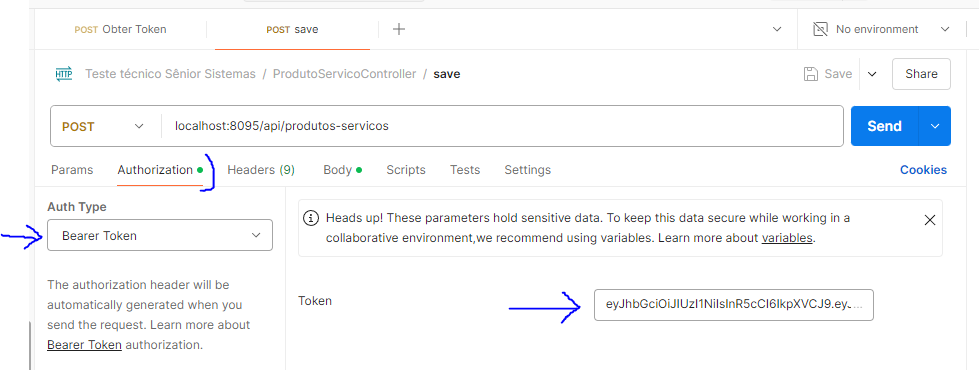 POST Obter Token
POST save
No environment
HTTP Teste técnico Sênior Sistemas / ProdutoServicoController / save
Save
Share
POST
localhost:8095/api/produtos-servicos
Send
Params
Authorization
Headers (9)
Body
Scripts
Tests
Settings
Cookies
Auth Type
Bearer Token
The authorization header will be
automatically generated when you
send the request. Learn more about
Bearer Token authorization.
Heads up! These parameters hold sensitive data. To keep this data secure while working in a
collaborative environment,we recommend using variables. Learn more about variables.
Token
eyJhbGciOiJIUzI1NiIsInR5cCI6IkpXVCJ9.eyJ...